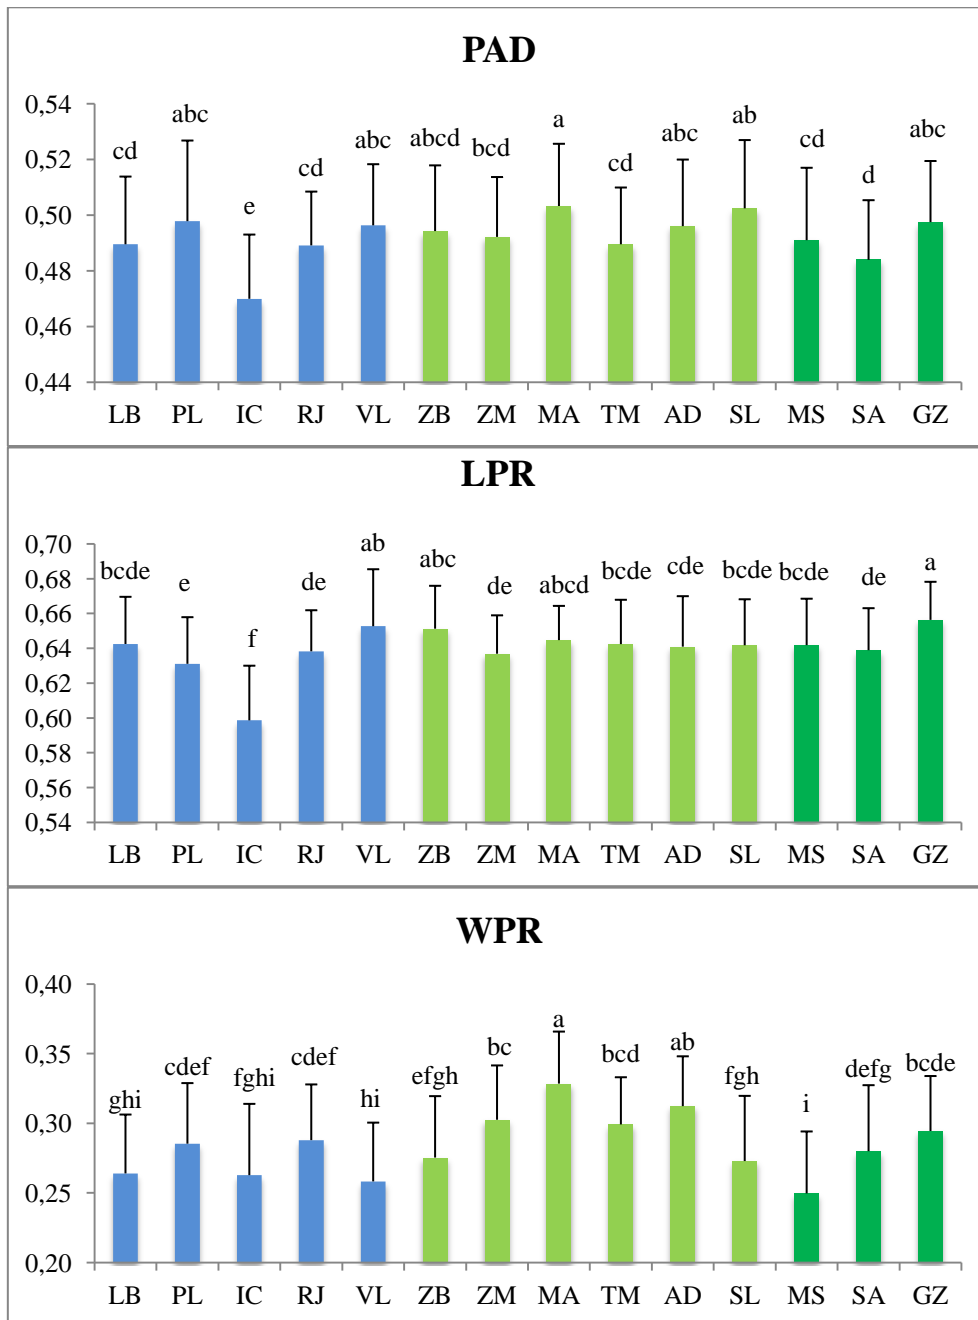 PAD
0,54
0,52
0,50
0,48
0,46
0,44
cd abc e cd abc abcd bcd a cd abc ab cd d abc
LB PL IC RJ VL ZB ZM MA TM AD SL MS SA GZ
LPR
0,70
0,68
0,66
0,64
0,62
0,60
0,58
0,56
0,54
bcde e f de ab abc de abcd bcde cde bcde bcde de a
LB PL IC RJ VL ZB ZM MA TM AD SL MS SA GZ
WPR
0,40
0,35
0,30
0,25
0,20
ghi cdef fghi cdef hi efgh bc a bcd ab fgh i defg bcde
LB PL IC RJ VL ZB ZM MA TM AD SL MS SA GZ